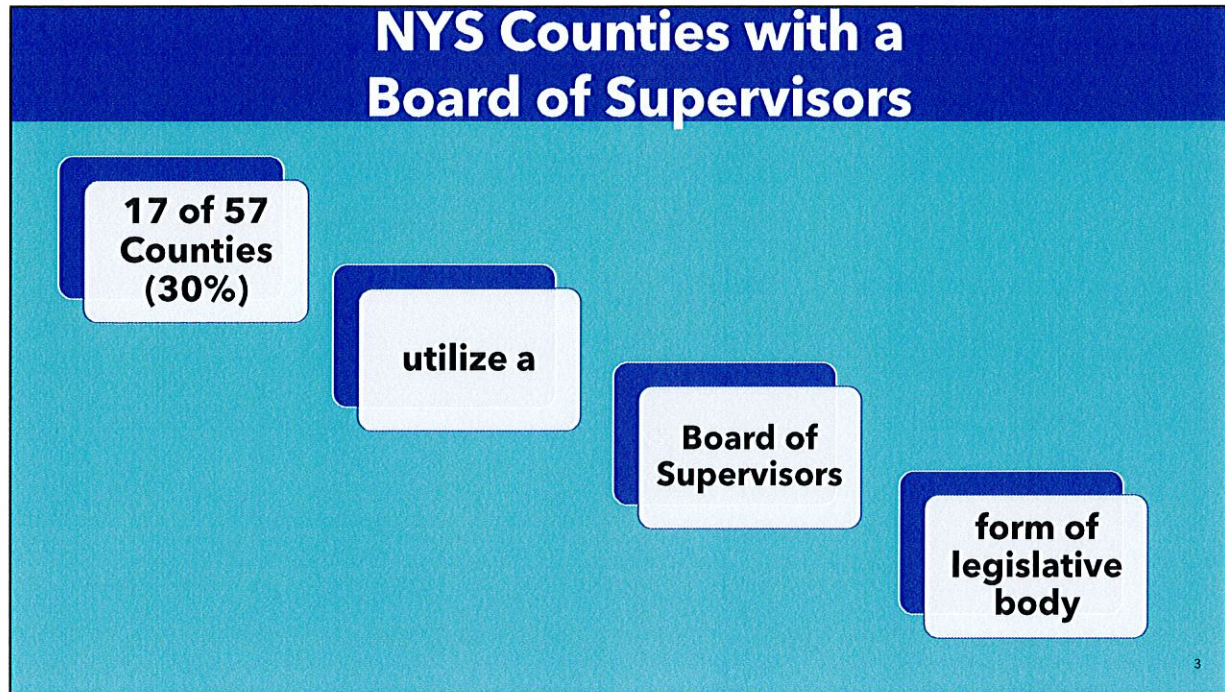 NYS Counties with a
Board of Supervisors
17 of 57
Counties
(30%)
utilize a
Board of
Supervisors
form of
legislative
body
3